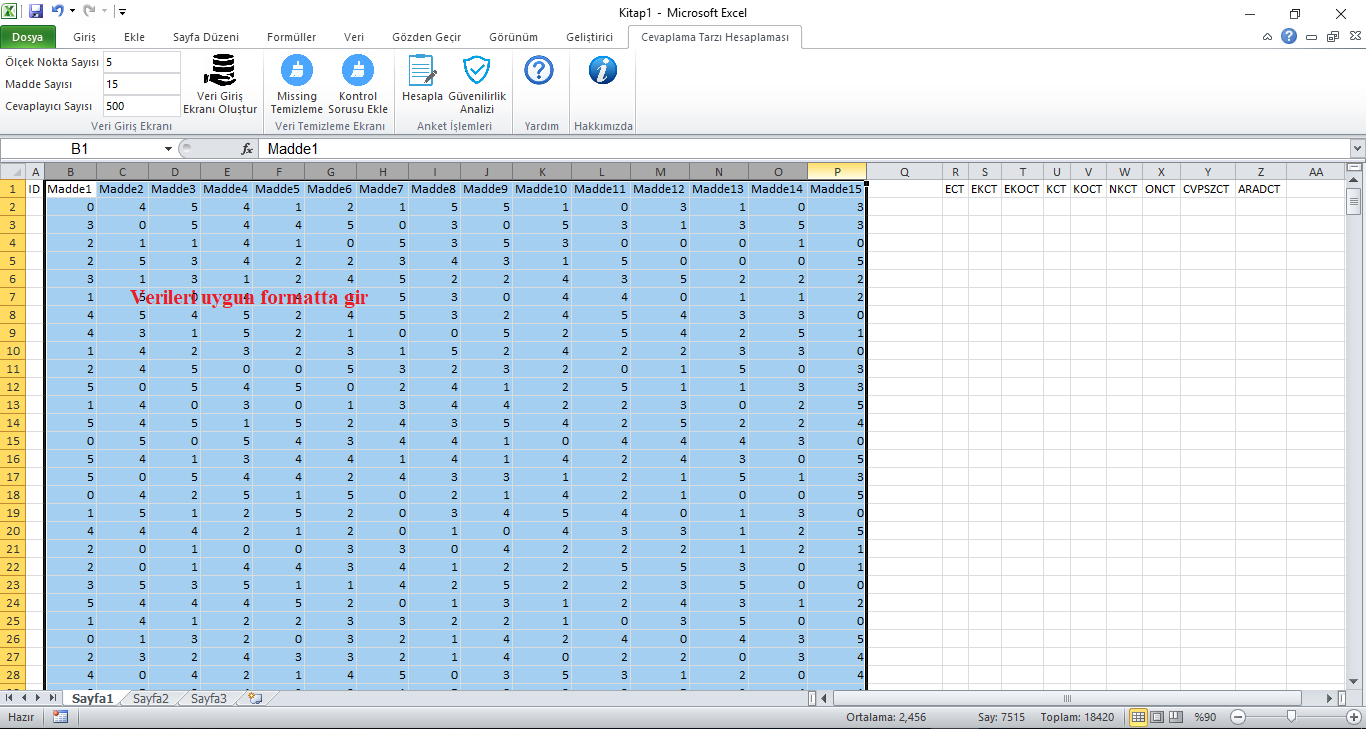 Kitap1 - Microsoft Excel
Dosya Giriş Ekle Sayfa Düzeni Formüller Veri Gözden Geçir Görünüm Geliştirici Cevaplama Tarzı Hesaplaması
Ölçek Nokta Sayısı 5
Madde Sayısı 15
Cevaplayıcı Sayısı 500
Veri Giriş Ekranı Oluştur
Missing Temizleme
Kontrol Sorusu Ekle
Hesapla
Güvenilirlik Analizi
Veri Giriş Ekranı Veri Temizleme Ekranı Anket İşlemleri Yardım Hakkımızda
B1 fx Madde1
A B C D E F G H I J K L M N O P Q R S T U V W X Y Z AA
1 ID Madde1 Madde2 Madde3 Madde4 Madde5 Madde6 Madde7 Madde8 Madde9 Madde10 Madde11 Madde12 Madde13 Madde14 Madde15 ECT EKCT EKOCT KCT KOCT NKCT ONCT CVPSZCT ARADCT
2 0 4 5 4 1 2 1 5 5 1 0 3 1 0 3
3 3 0 5 4 4 5 0 3 0 5 3 1 3 5 3
4 2 1 1 4 1 0 5 3 5 3 0 0 0 1 0
5 2 5 3 4 2 2 3 4 3 1 5 0 0 0 5
6 3 1 3 1 2 4 5 2 2 4 3 5 2 2 2
7 1 5 0 4 4 5 3 0 4 4 0 1 1 2
Verileri uygun formatta gir
8 4 5 4 5 2 4 5 3 2 4 5 4 3 3 0
9 4 3 1 5 2 1 0 0 5 2 5 4 2 5 1
10 1 4 2 3 2 3 1 5 2 4 2 2 3 3 0
11 2 4 5 0 0 5 3 2 3 2 0 1 5 0 3
12 5 0 5 4 5 0 2 4 1 2 5 1 1 3 3
13 1 4 0 3 0 1 3 4 4 2 2 3 0 2 5
14 5 4 5 1 5 2 4 3 5 4 2 5 2 2 4
15 0 5 0 5 4 3 4 4 1 0 4 4 4 3 0
16 5 4 1 3 4 4 1 4 1 4 2 4 3 0 5
17 5 0 5 4 4 2 4 3 3 1 2 1 5 1 3
18 0 4 2 5 1 5 0 2 1 4 2 1 0 0 5
19 1 5 1 2 5 2 0 3 4 5 4 0 1 3 0
20 4 4 4 2 1 2 0 1 0 4 3 3 1 2 5
21 2 0 1 0 0 3 3 0 4 2 2 2 1 2 1
22 2 0 1 4 4 3 4 1 2 2 5 5 3 0 1
23 3 5 3 5 1 1 4 2 5 2 2 3 5 0 0
24 5 4 4 4 5 2 0 1 3 1 2 4 3 1 2
25 1 4 1 2 2 3 3 2 2 1 0 3 5 0 0
26 0 1 3 2 0 3 2 1 4 2 4 0 4 3 5
27 2 3 2 4 3 3 2 1 4 0 2 2 0 3 4
28 4 0 4 2 1 4 5 0 3 5 3 1 2 0 4
Sayfa1 Sayfa2 Sayfa3
Hazır Ortalama: 2,456 Say: 7515 Toplam: 18420 %90